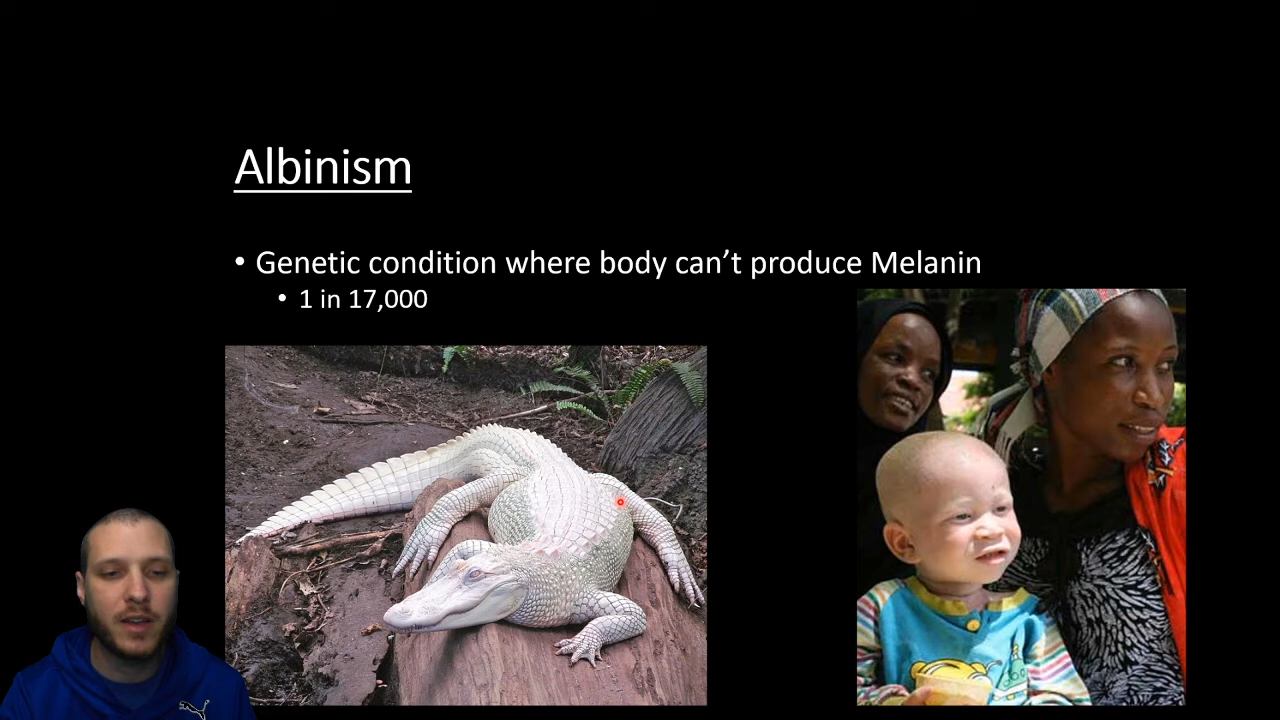 Albinism
• Genetic condition where body can’t produce Melanin
• 1 in 17,000